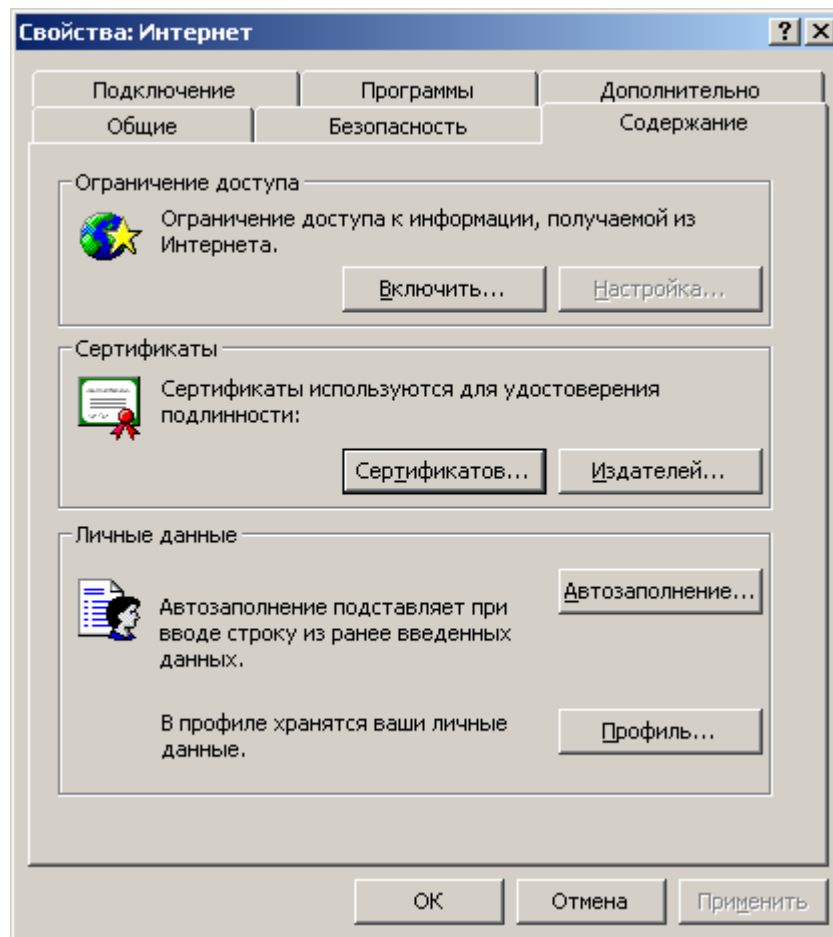 Свойства: Интернет
Подключение
Программы
Дополнительно
Общие
Безопасность
Содержание
Ограничение доступа
Ограничение доступа к информации, получаемой из
Интернета.
Включить...
Настройка...
Сертификаты
Сертификаты используются для удостоверения
подлинности:
Сертификатов...
Издателей...
Личные данные
Автозаполнение...
Автозаполнение подставляет при
вводе строку из ранее введенных
данных.
В профиле хранятся ваши личные
данные.
Профиль...
ОК
Отмена
Применить